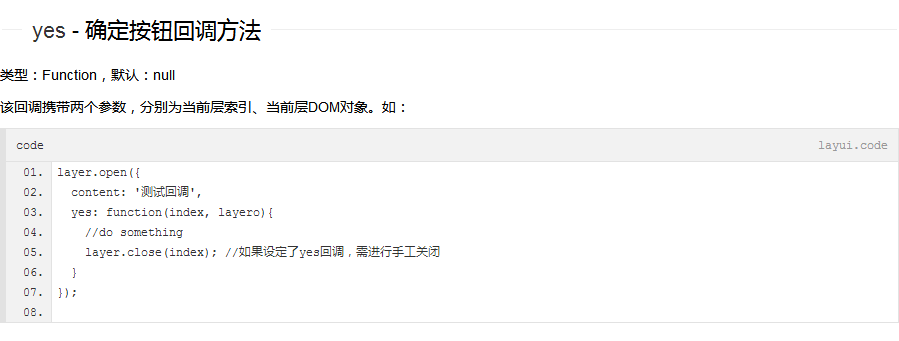 yes - 确定按钮回调方法
类型：Function，默认：null
该回调携带两个参数，分别为当前层索引、当前层DOM对象。如：
code layui.code
01. layer.open({
02.   content: '测试回调',
03.   yes: function(index, layero){
04.     //do something
05.     layer.close(index); //如果设定了yes回调，需进行手工关闭
06.   }
07. });
08.